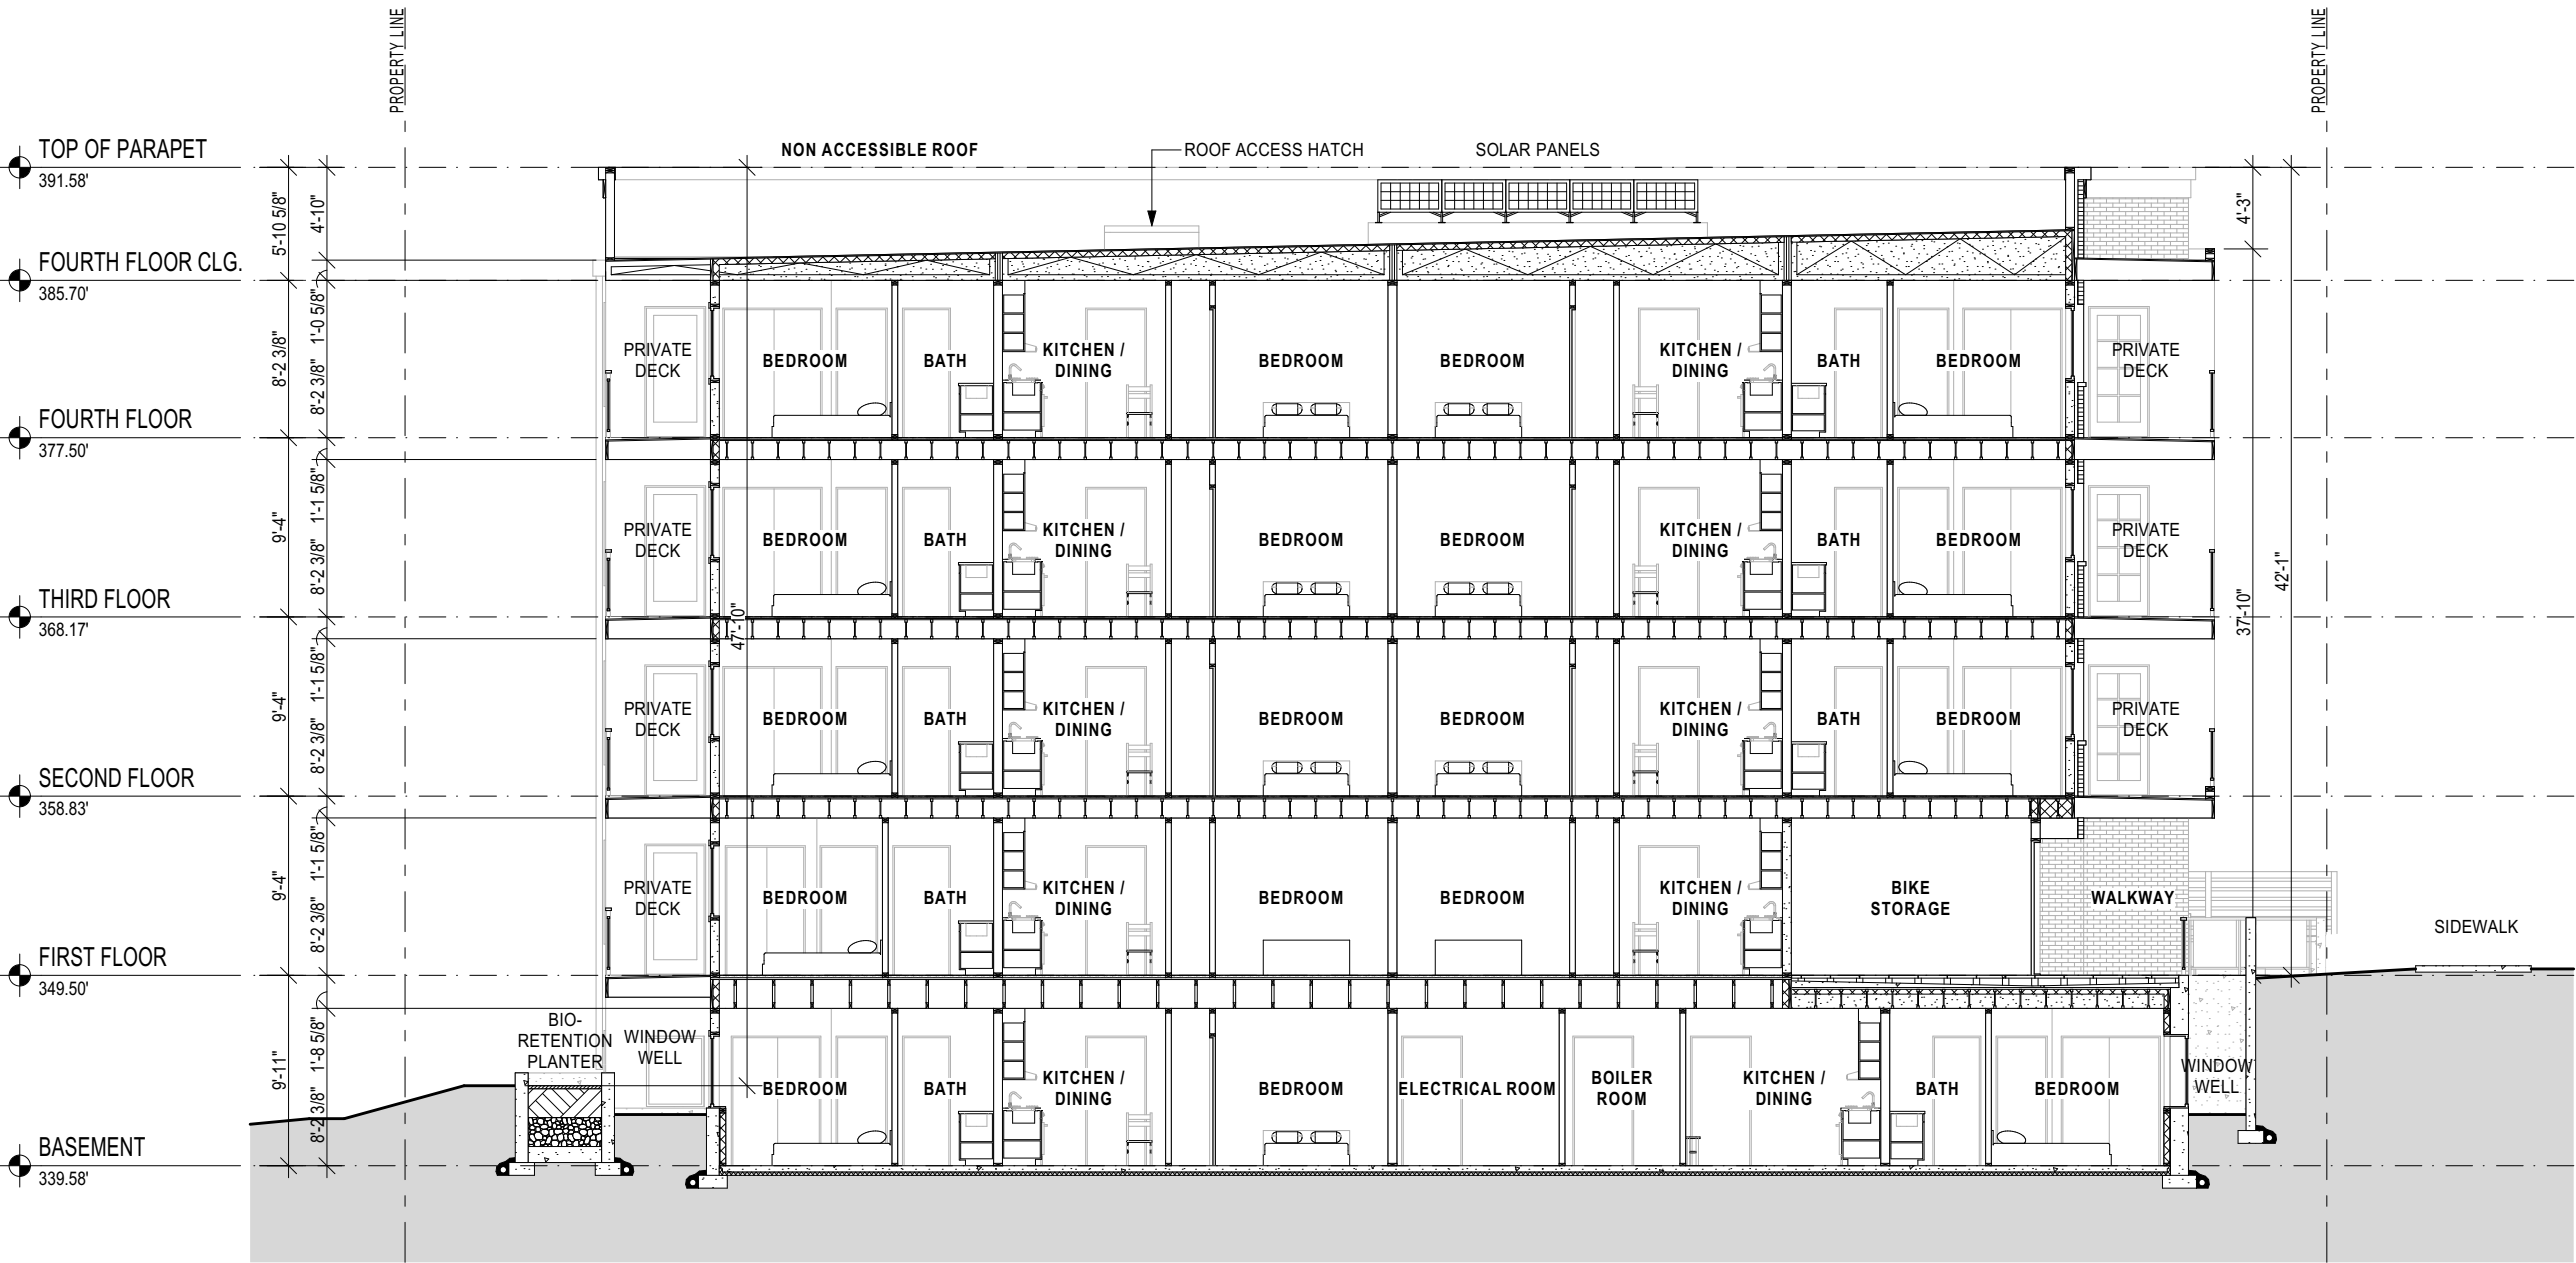 PROPERTY LINE
PROPERTY LINE
TOP OF PARAPET
391.58'
NON ACCESSIBLE ROOF
ROOF ACCESS HATCH
SOLAR PANELS
5'-10 5/8"
4'-10"
4'-3"
FOURTH FLOOR CLG.
385.70'
8'-2 3/8"
1'-0 5/8"
8'-2 3/8"
PRIVATE
DECK
BEDROOM
BATH
KITCHEN /
DINING
BEDROOM
BEDROOM
KITCHEN /
DINING
BATH
BEDROOM
PRIVATE
DECK
FOURTH FLOOR
377.50'
9'-4"
1'-1 5/8"
8'-2 3/8"
PRIVATE
DECK
BEDROOM
BATH
KITCHEN /
DINING
BEDROOM
BEDROOM
KITCHEN /
DINING
BATH
BEDROOM
PRIVATE
DECK
42'-1"
THIRD FLOOR
368.17'
47'-10"
37'-10"
9'-4"
1'-1 5/8"
8'-2 3/8"
PRIVATE
DECK
BEDROOM
BATH
KITCHEN /
DINING
BEDROOM
BEDROOM
KITCHEN /
DINING
BATH
BEDROOM
PRIVATE
DECK
SECOND FLOOR
358.83'
9'-4"
1'-1 5/8"
8'-2 3/8"
PRIVATE
DECK
BEDROOM
BATH
KITCHEN /
DINING
BEDROOM
BEDROOM
KITCHEN /
DINING
BIKE
STORAGE
WALKWAY
SIDEWALK
FIRST FLOOR
349.50'
9'-11"
1'-8 5/8"
8'-2 3/8"
BIO-
RETENTION
PLANTER
WINDOW
WELL
BEDROOM
BATH
KITCHEN /
DINING
BEDROOM
ELECTRICAL ROOM
BOILER
ROOM
KITCHEN /
DINING
BATH
BEDROOM
WINDOW
WELL
BASEMENT
339.58'